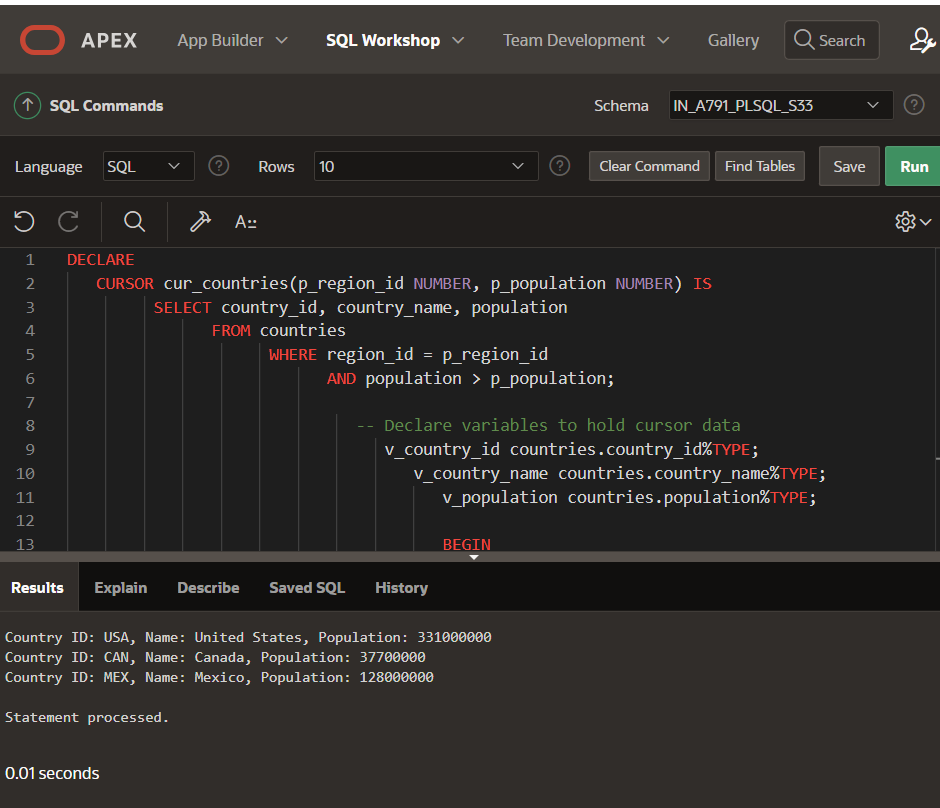 APEX App Builder SQL Workshop Team Development Gallery Search
SQL Commands Schema IN_A791_PLSQL_S33 ?
Language SQL ? Rows 10 ? Clear Command Find Tables Save Run
A::
1 DECLARE
2 CURSOR cur_countries(p_region_id NUMBER, p_population NUMBER) IS
3 SELECT country_id, country_name, population
4 FROM countries
5 WHERE region_id = p_region_id
6 AND population > p_population;
7
8 -- Declare variables to hold cursor data
9 v_country_id countries.country_id%TYPE;
10 v_country_name countries.country_name%TYPE;
11 v_population countries.population%TYPE;
12
13 BEGIN
Results Explain Describe Saved SQL History
Country ID: USA, Name: United States, Population: 331000000
Country ID: CAN, Name: Canada, Population: 37700000
Country ID: MEX, Name: Mexico, Population: 128000000
Statement processed.
0.01 seconds